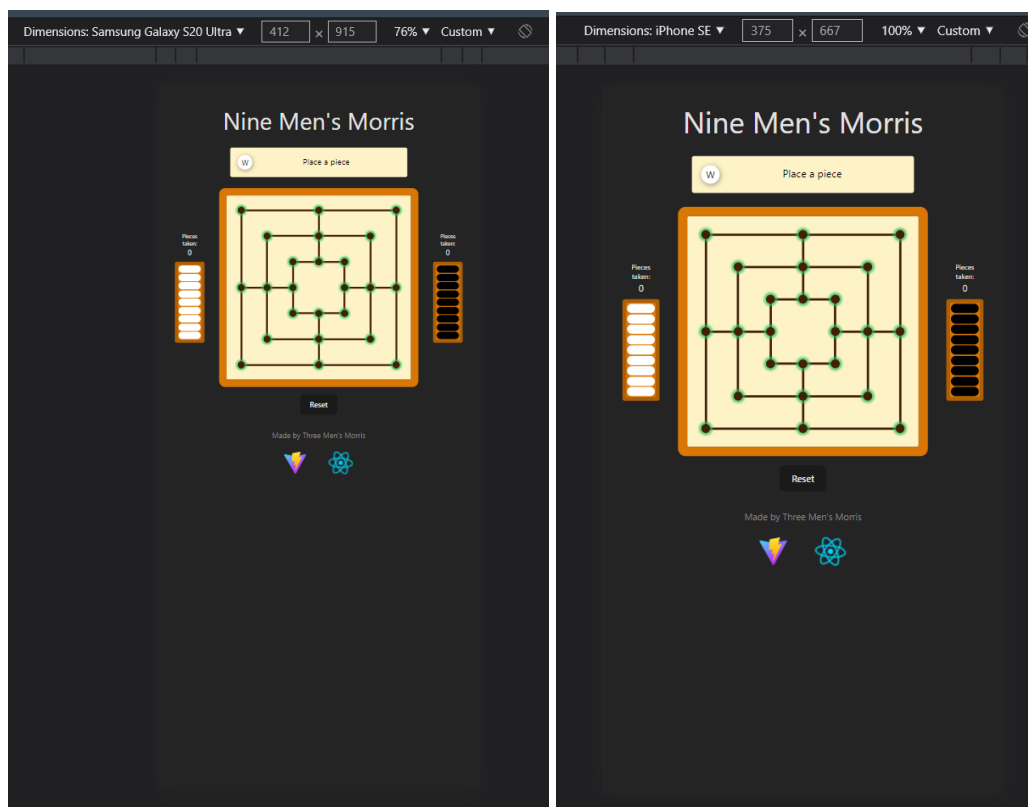 Dimensions: Samsung Galaxy S20 Ultra ▼ 412 × 915 76% ▼ Custom ▼
Nine Men's Morris
W Place a piece
Pieces
taken:
0
Pieces
taken:
0
Reset
Made by Three Men's Morris
Dimensions: iPhone SE ▼ 375 × 667 100% ▼ Custom ▼
Nine Men's Morris
W Place a piece
Pieces
taken:
0
Pieces
taken:
0
Reset
Made by Three Men's Morris